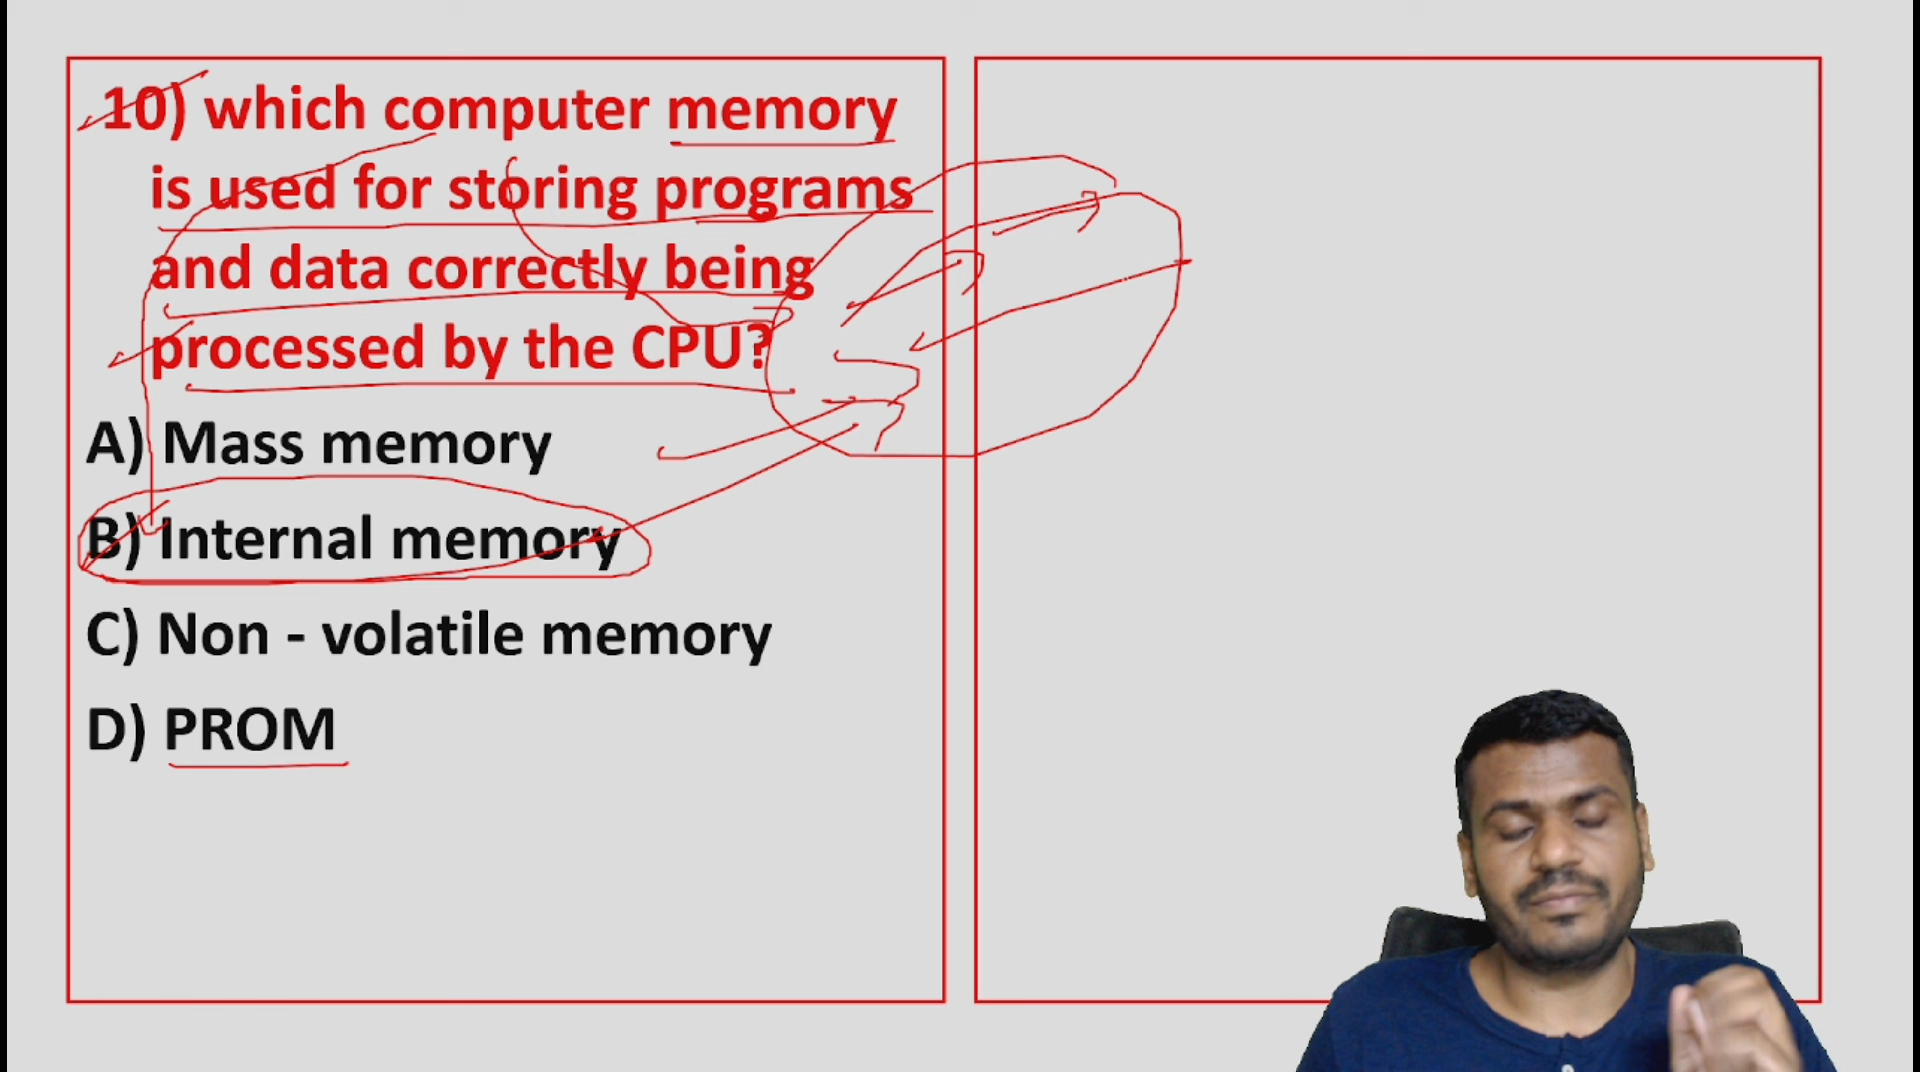 10) which computer memory
is used for storing programs
and data correctly being
processed by the CPU?
A) Mass memory
B) Internal memory
C) Non - volatile memory
D) PROM